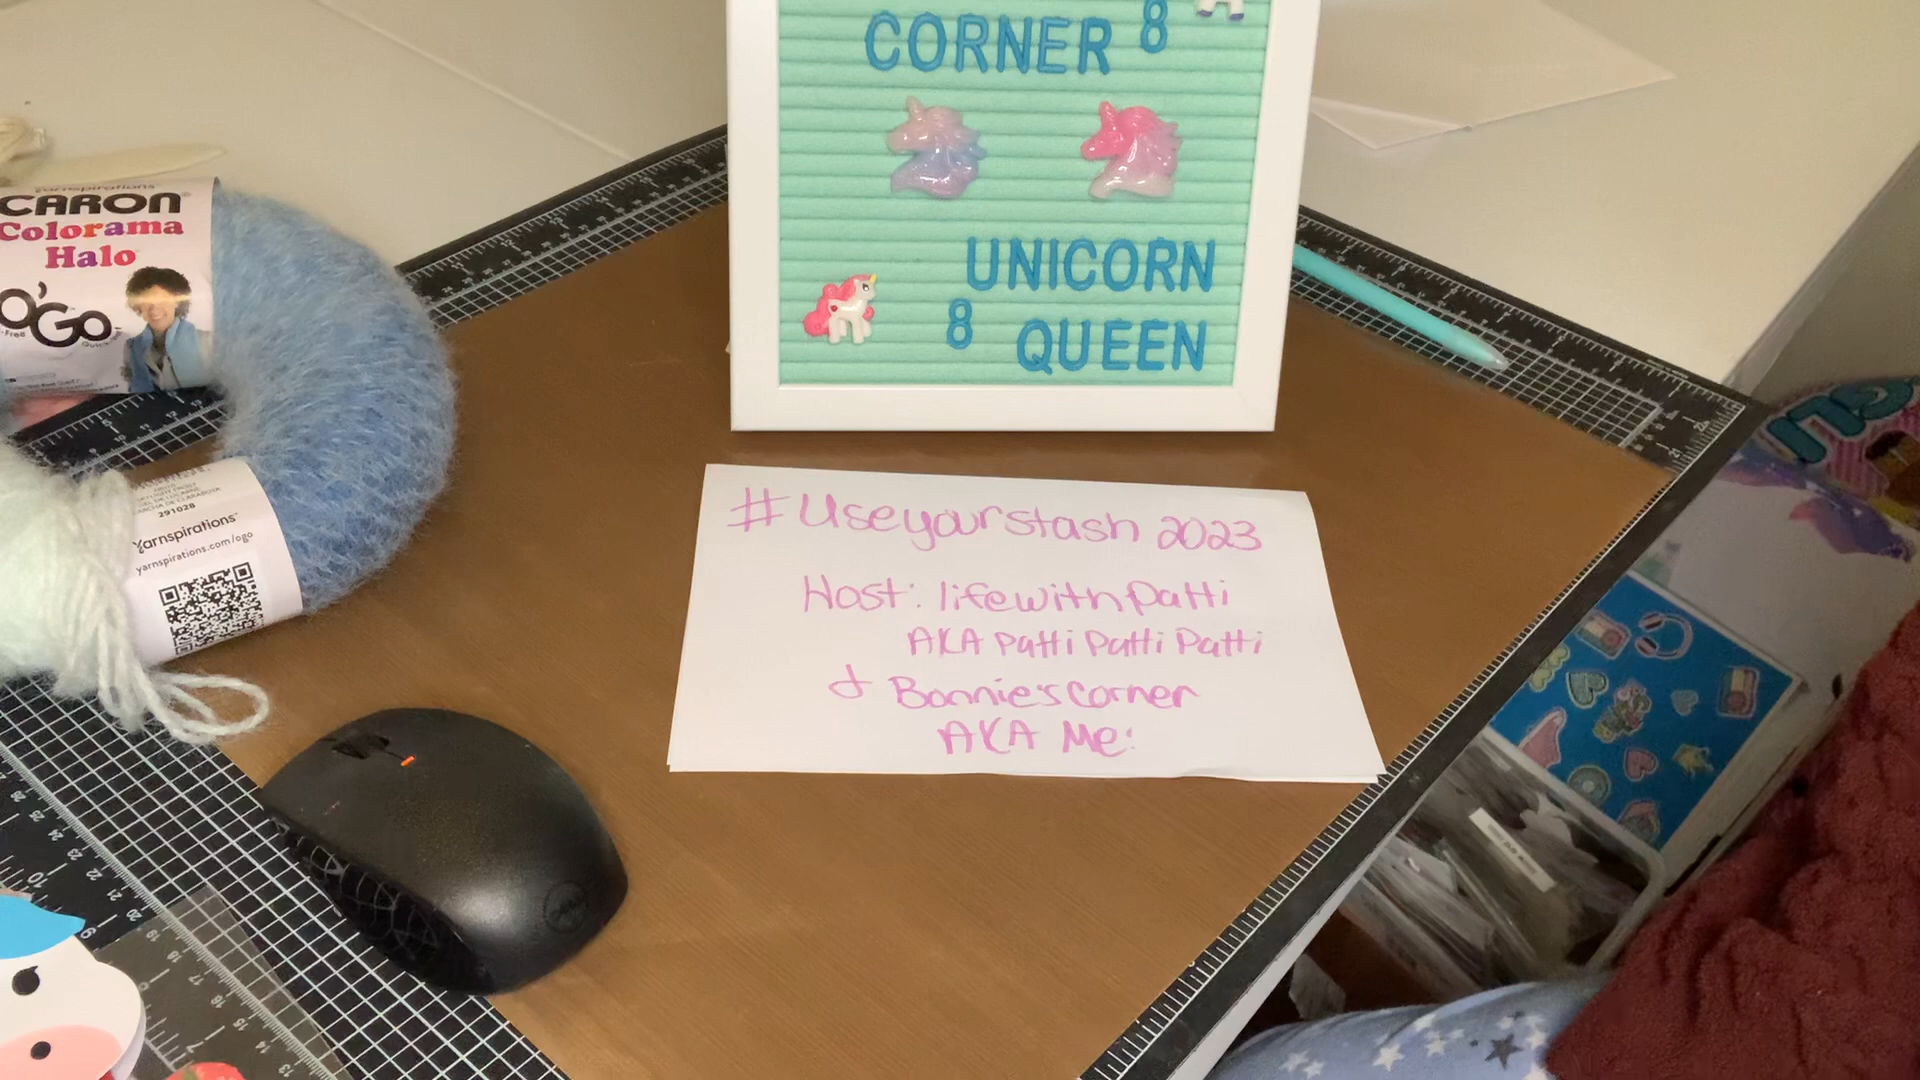 CORNER 8
UNICORN
8 QUEEN
yarnspirations
CARON
Colorama
Halo
O'Go
291028
yarnspirations
yarnspirations.com/ogo
#Useyourstash 2023
Host: lifewithpatti
AKA Patti Patti Patti
& Bonnie's Corner
AKA Me!